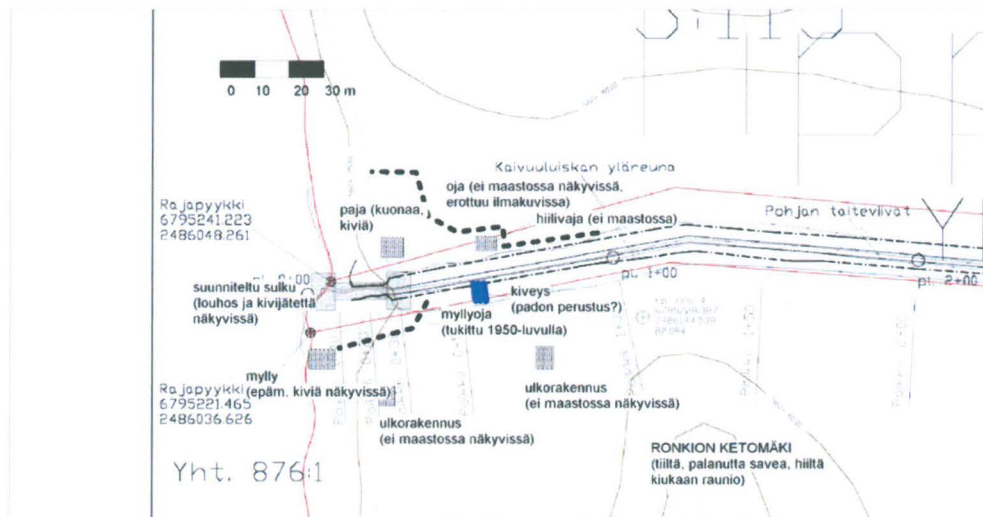 0 10 20 30 m
Kaivuuluiskan yläreuna
oja (ei maastossa näkyvissä,
erottuu ilmakuvissa)
paja (kuonaa,
kiviä)
hiilivaja (ei maastossa)
Pohjan taiteviivat
Rajapyykki
6795241.223
2486048.261
suunniteltu sulku
(louhos ja kivijätettä
näkyvissä)
pl. 1+00
pl. 2+00
kiveys
(padon perustus?)
myllyoja
(tukittu 1950-luvulla)
mylly
(epäm. kiviä näkyvissä)
Rajapyykki
6795221.465
2486036.626
ulkorakennus
(ei maastossa näkyvissä)
ulkorakennus
(ei maastossa näkyvissä)
RONKION KETOMÄKI
(tiiltä, palanutta savea, hiiltä
kiukaan raunio)
Yht. 876:1